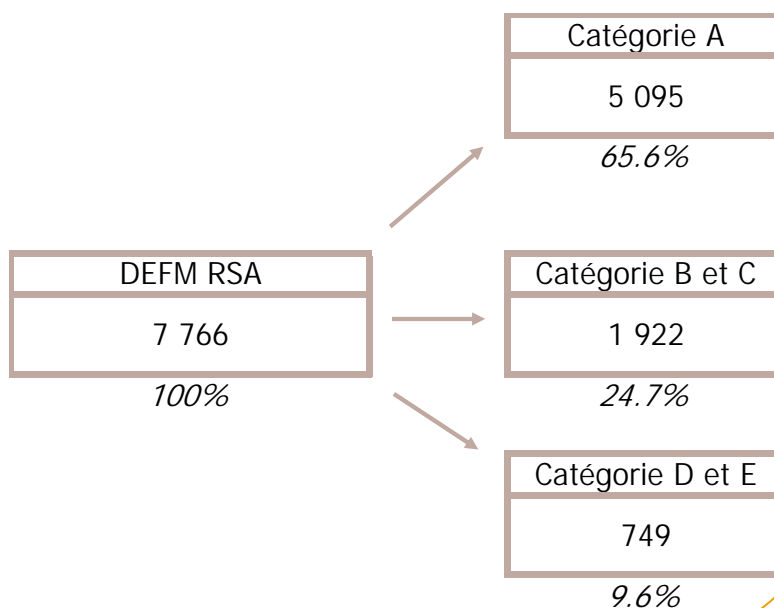 Catégorie A
5 095
65.6%
DEFM RSA
7 766
100%
Catégorie B et C
1 922
24.7%
Catégorie D et E
749
9.6%